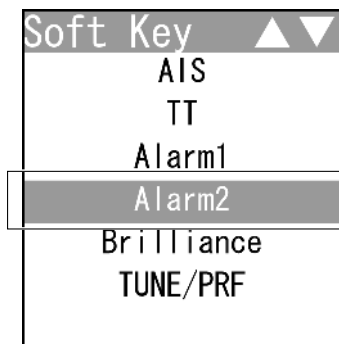 Soft Key ▲▼
AIS
TT
Alarm1
Alarm2
Brilliance
TUNE/PRF